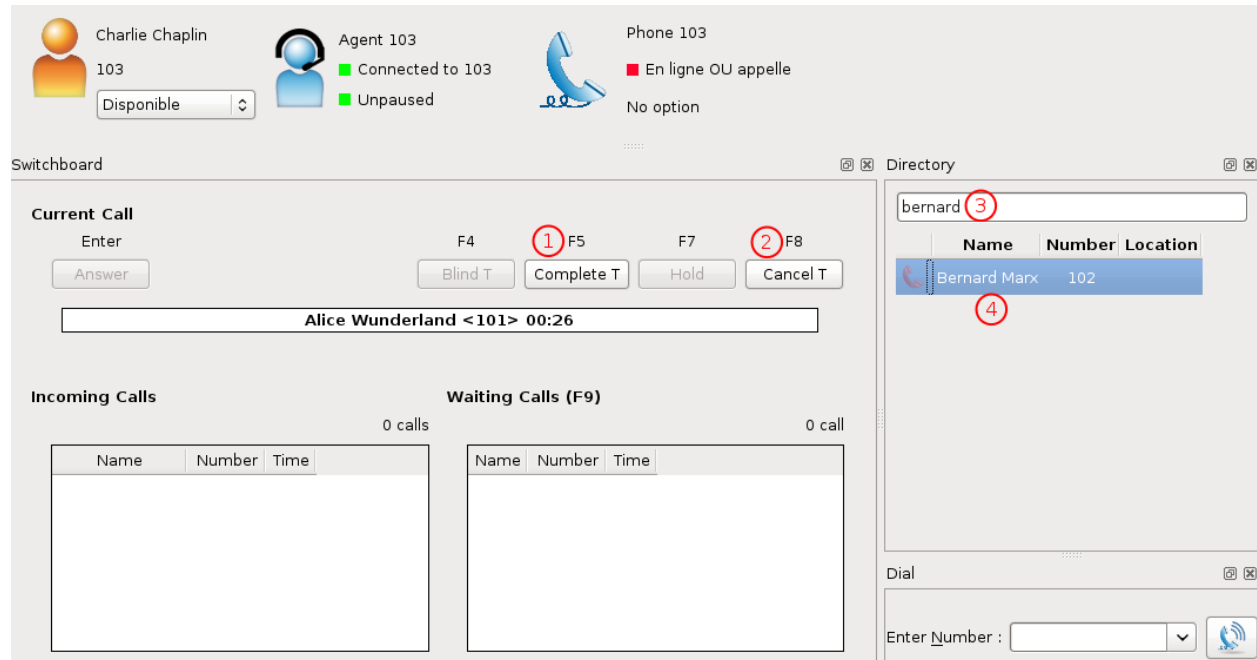 Charlie Chaplin
103
Disponible
Agent 103
Connected to 103
Unpaused
Phone 103
En ligne OU appelle
No option
Switchboard
Current Call
Enter F4 1 F5 F7 2 F8
Answer Blind T Complete T Hold Cancel T
Alice Wunderland <101> 00:26
Incoming Calls
0 calls
Name Number Time
Waiting Calls (F9)
0 call
Name Number Time
Directory
bernard 3
Name Number Location
Bernard Marx 102
4
Dial
Enter Number :